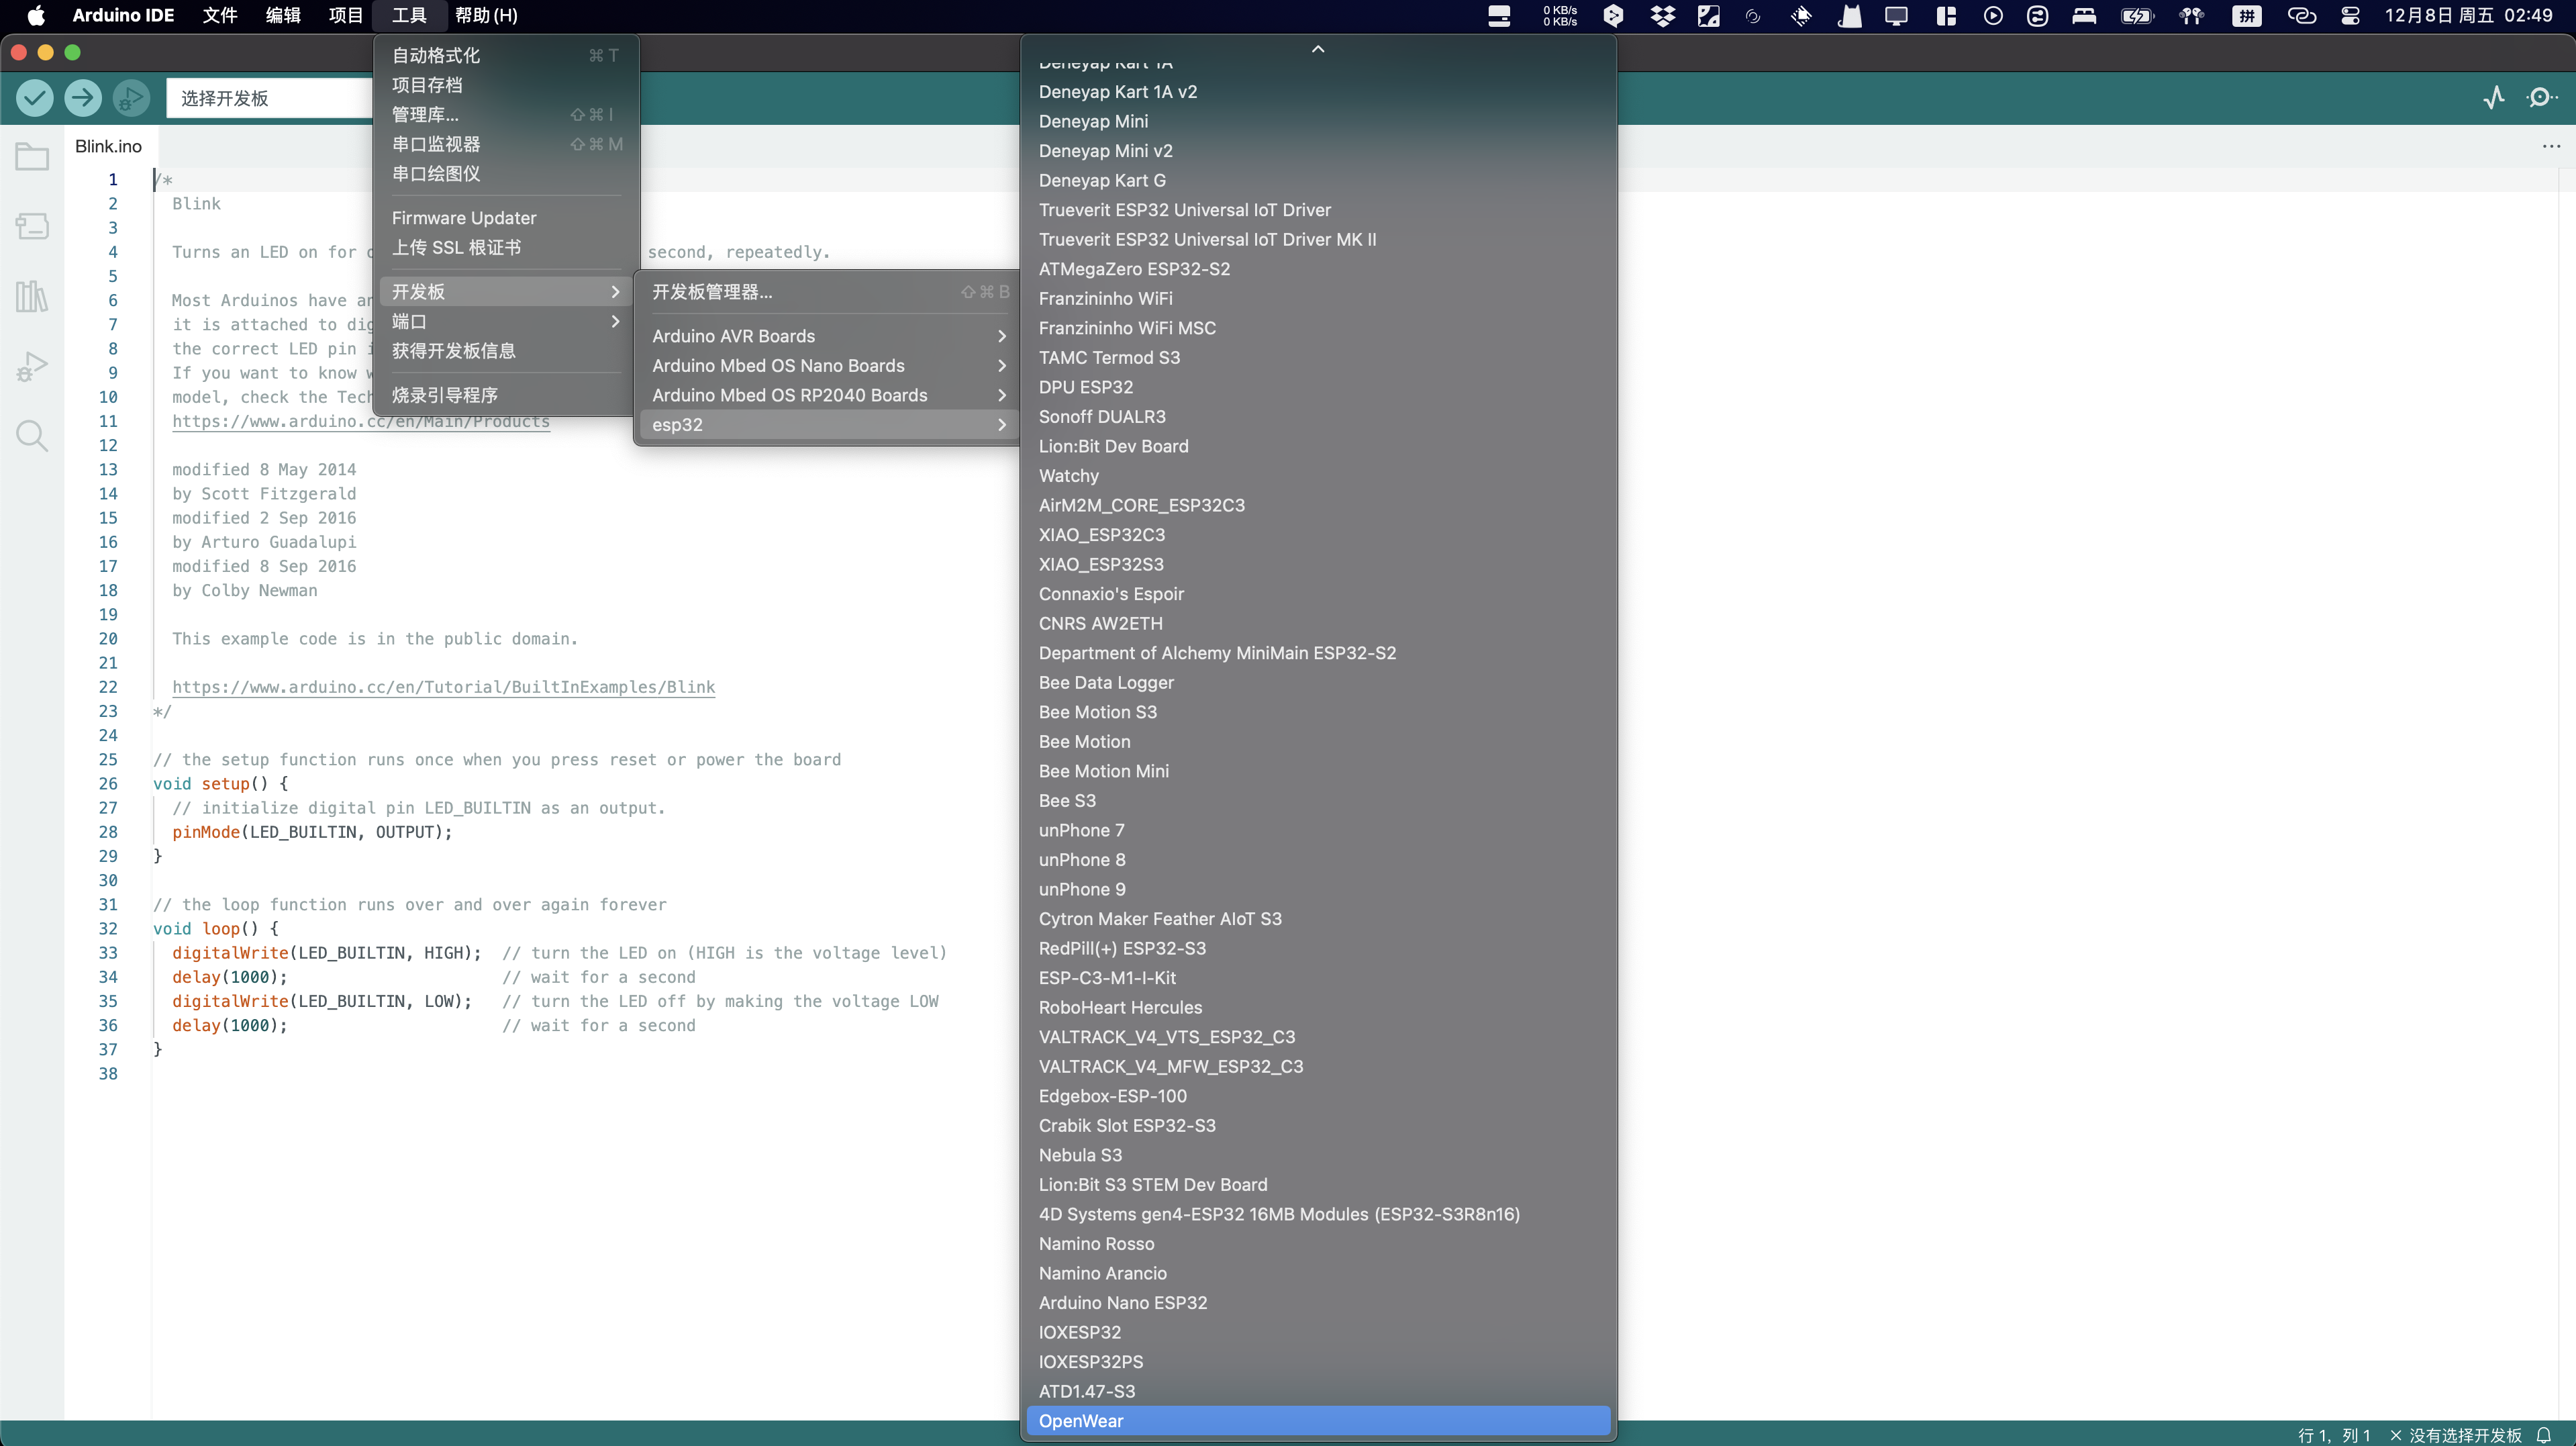 Arduino IDE 文件 编辑 项目 工具 帮助(H) 0 KB/s 0 KB/s 拼 12月8日 周五 02:49
选择开发板
Blink.ino
自动格式化 ⌘ T
项目存档
管理库... ⇧ ⌘ I
串口监视器 ⇧ ⌘ M
串口绘图仪
Firmware Updater
上传 SSL 根证书
开发板
端口
获得开发板信息
烧录引导程序
开发板管理器... ⇧ ⌘ B
Arduino AVR Boards
Arduino Mbed OS Nano Boards
Arduino Mbed OS RP2040 Boards
esp32
Deneyap Kart 1A
Deneyap Kart 1A v2
Deneyap Mini
Deneyap Mini v2
Deneyap Kart G
Trueverit ESP32 Universal IoT Driver
Trueverit ESP32 Universal IoT Driver MK II
ATMegaZero ESP32-S2
Franzininho WiFi
Franzininho WiFi MSC
TAMC Termod S3
DPU ESP32
Sonoff DUALR3
Lion:Bit Dev Board
Watchy
AirM2M_CORE_ESP32C3
XIAO_ESP32C3
XIAO_ESP32S3
Connaxio's Espoir
CNRS AW2ETH
Department of Alchemy MiniMain ESP32-S2
Bee Data Logger
Bee Motion S3
Bee Motion
Bee Motion Mini
Bee S3
unPhone 7
unPhone 8
unPhone 9
Cytron Maker Feather AIoT S3
RedPill(+) ESP32-S3
ESP-C3-M1-I-Kit
RoboHeart Hercules
VALTRACK_V4_VTS_ESP32_C3
VALTRACK_V4_MFW_ESP32_C3
Edgebox-ESP-100
Crabik Slot ESP32-S3
Nebula S3
Lion:Bit S3 STEM Dev Board
4D Systems gen4-ESP32 16MB Modules (ESP32-S3R8n16)
Namino Rosso
Namino Arancio
Arduino Nano ESP32
IOXESP32
IOXESP32PS
ATD1.47-S3
OpenWear
1 /*
2 Blink
3
4 Turns an LED on for second, repeatedly.
5
6 Most Arduinos have
7 it is attached to
8 the correct LED pin
9 If you want to know
10 model, check the
11 https://www.arduino.cc/en/Main/Products
12
13 modified 8 May 2014
14 by Scott Fitzgerald
15 modified 2 Sep 2016
16 by Arturo Guadalupi
17 modified 8 Sep 2016
18 by Colby Newman
19
20 This example code is in the public domain.
21
22 https://www.arduino.cc/en/Tutorial/BuiltInExamples/Blink
23 */
24
25 // the setup function runs once when you press reset or power the board
26 void setup() {
27 // initialize digital pin LED_BUILTIN as an output.
28 pinMode(LED_BUILTIN, OUTPUT);
29 }
30
31 // the loop function runs over and over again forever
32 void loop() {
33 digitalWrite(LED_BUILTIN, HIGH); // turn the LED on (HIGH is the voltage level)
34 delay(1000); // wait for a second
35 digitalWrite(LED_BUILTIN, LOW); // turn the LED off by making the voltage LOW
36 delay(1000); // wait for a second
37 }
38
行 1, 列 1 × 没有选择开发板